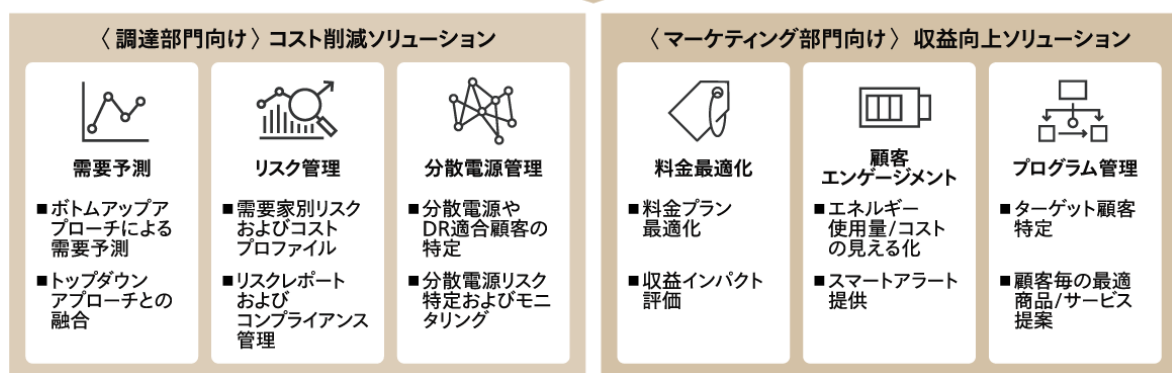 〈 調達部門向け 〉 コスト削減ソリューション
需要予測
■ボトムアップア
プローチによる
需要予測
■トップダウン
アプローチとの
融合
リスク管理
■需要家別リスク
およびコスト
プロファイル
■リスクレポート
および
コンプライアンス
管理
分散電源管理
■分散電源や
DR適合顧客の
特定
■分散電源リスク
特定およびモニ
タリング
〈 マーケティング部門向け 〉 収益向上ソリューション
料金最適化
■料金プラン
最適化
■収益インパクト
評価
顧客
エンゲージメント
■エネルギー
使用量/コスト
の見える化
■スマートアラート
提供
プログラム管理
■ターゲット顧客
特定
■顧客毎の最適
商品/サービス
提案